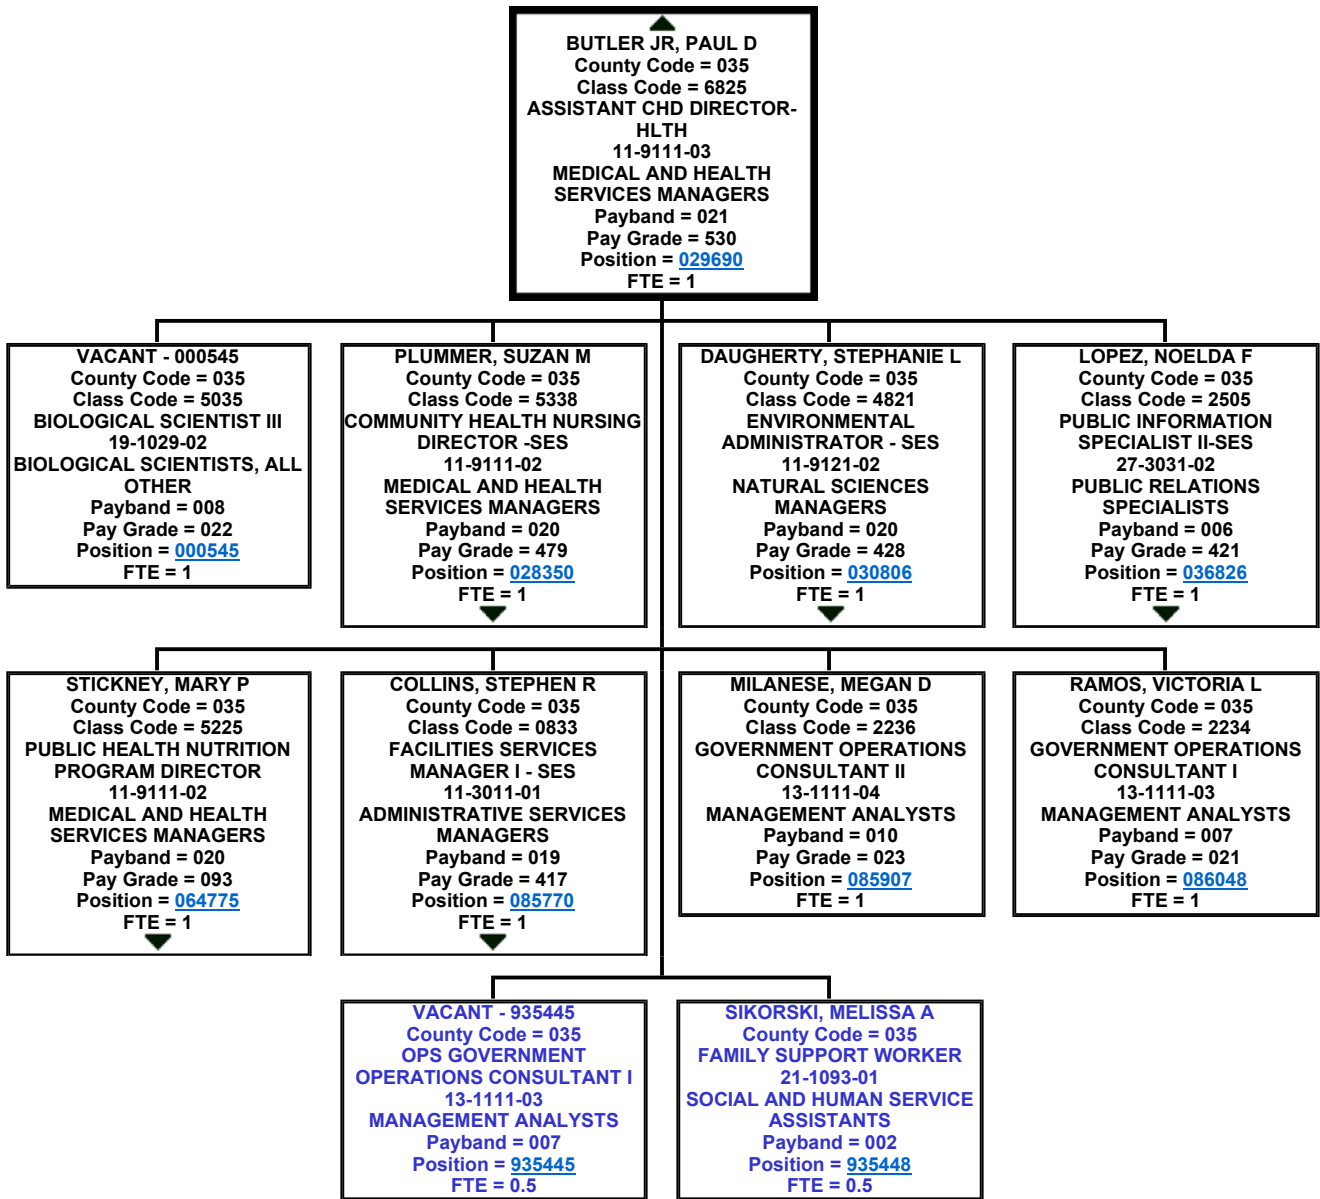 BUTLER JR, PAUL D
County Code = 035
Class Code = 6825
ASSISTANT CHD DIRECTOR-
HLTH
11-9111-03
MEDICAL AND HEALTH
SERVICES MANAGERS
Payband = 021
Pay Grade = 530
Position = 029690
FTE = 1
VACANT - 000545
County Code = 035
Class Code = 5035
BIOLOGICAL SCIENTIST III
19-1029-02
BIOLOGICAL SCIENTISTS, ALL
OTHER
Payband = 008
Pay Grade = 022
Position = 000545
FTE = 1
PLUMMER, SUZAN M
County Code = 035
Class Code = 5338
COMMUNITY HEALTH NURSING
DIRECTOR -SES
11-9111-02
MEDICAL AND HEALTH
SERVICES MANAGERS
Payband = 020
Pay Grade = 479
Position = 028350
FTE = 1
DAUGHERTY, STEPHANIE L
County Code = 035
Class Code = 4821
ENVIRONMENTAL
ADMINISTRATOR - SES
11-9121-02
NATURAL SCIENCES
MANAGERS
Payband = 020
Pay Grade = 428
Position = 030806
FTE = 1
LOPEZ, NOELDA F
County Code = 035
Class Code = 2505
PUBLIC INFORMATION
SPECIALIST II-SES
27-3031-02
PUBLIC RELATIONS
SPECIALISTS
Payband = 006
Pay Grade = 421
Position = 036826
FTE = 1
STICKNEY, MARY P
County Code = 035
Class Code = 5225
PUBLIC HEALTH NUTRITION
PROGRAM DIRECTOR
11-9111-02
MEDICAL AND HEALTH
SERVICES MANAGERS
Payband = 020
Pay Grade = 093
Position = 064775
FTE = 1
COLLINS, STEPHEN R
County Code = 035
Class Code = 0833
FACILITIES SERVICES
MANAGER I - SES
11-3011-01
ADMINISTRATIVE SERVICES
MANAGERS
Payband = 019
Pay Grade = 417
Position = 085770
FTE = 1
MILANESE, MEGAN D
County Code = 035
Class Code = 2236
GOVERNMENT OPERATIONS
CONSULTANT II
13-1111-04
MANAGEMENT ANALYSTS
Payband = 010
Pay Grade = 023
Position = 085907
FTE = 1
RAMOS, VICTORIA L
County Code = 035
Class Code = 2234
GOVERNMENT OPERATIONS
CONSULTANT I
13-1111-03
MANAGEMENT ANALYSTS
Payband = 007
Pay Grade = 021
Position = 086048
FTE = 1
VACANT - 935445
County Code = 035
OPS GOVERNMENT
OPERATIONS CONSULTANT I
13-1111-03
MANAGEMENT ANALYSTS
Payband = 007
Position = 935445
FTE = 0.5
SIKORSKI, MELISSA A
County Code = 035
FAMILY SUPPORT WORKER
21-1093-01
SOCIAL AND HUMAN SERVICE
ASSISTANTS
Payband = 002
Position = 935448
FTE = 0.5